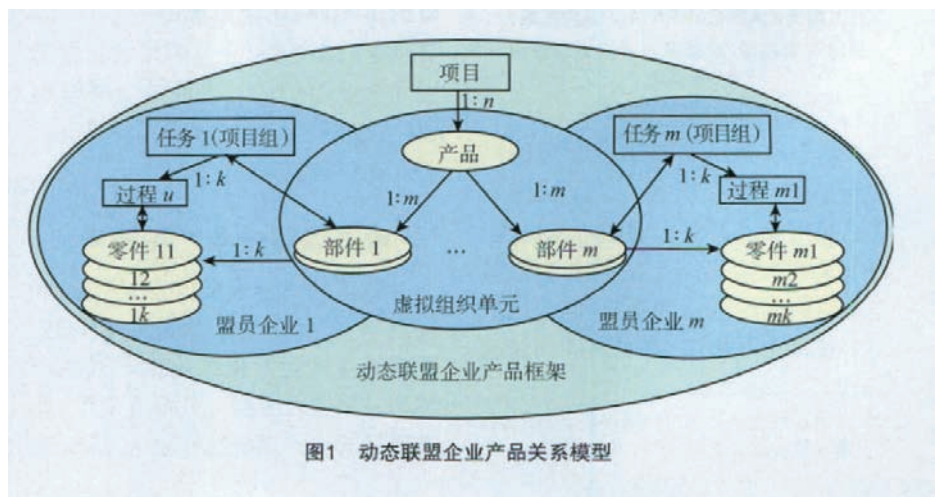 项目
1:n
任务1(项目组)
产品
任务m(项目组)
1:k
1:k
过程u
1:m
1:m
过程m1
零件11
1:k
部件1
…
部件m
1:k
零件m1
12
m2
…
…
1k
mk
虚拟组织单元
盟员企业1
盟员企业m
动态联盟企业产品框架
图1 动态联盟企业产品关系模型